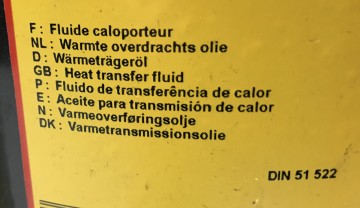 F : Fluide caloporteur
NL : Warmte overdrachts olie
D : Wärmeträgeröl
GB : Heat transfer fluid
P : Fluido de transferência de calor
E : Aceite para transmisión de calor
N : Varmeoverføringsolje
DK : Varmetransmissionsolie
DIN 51 522